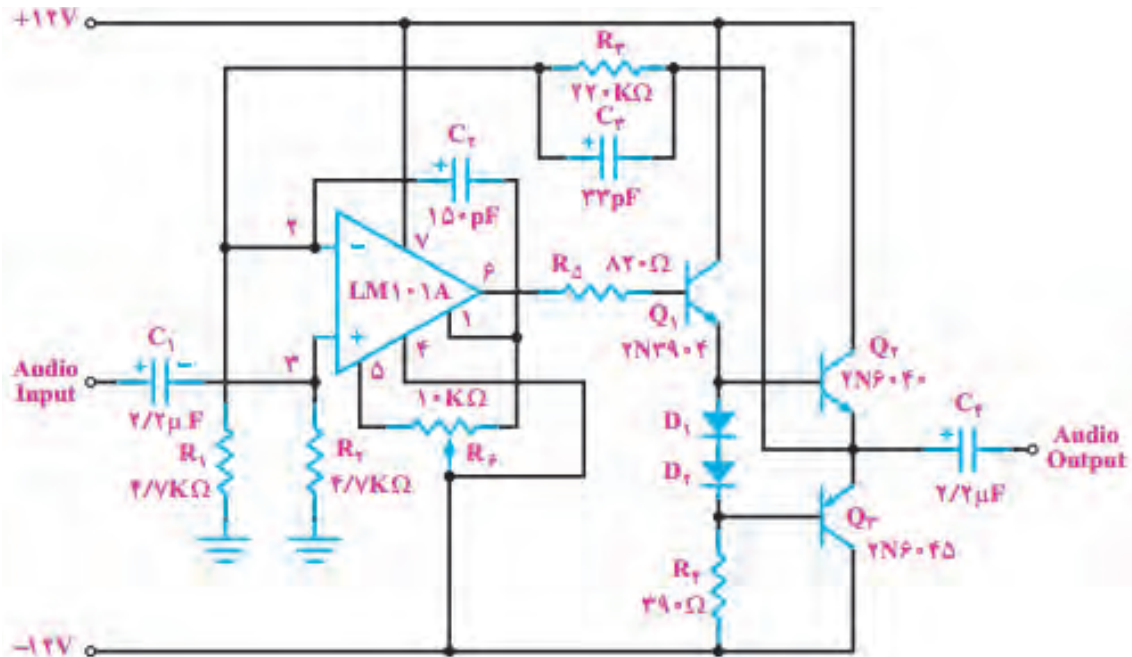 +۱۲V
R۳
۲۲۰KΩ
C۳
+
۳۳pF
C۲
+
۱۵۰pF
۲
−
۷
LM۱۰۱A
۶
R۵
۸۲۰Ω
۱
Q۱
۲N۳۹۰۴
+
۳
۴
۵
C۱
+ −
Audio
Input
۲/۲µF
۱۰KΩ
R۶
R۱
۴/۷KΩ
R۲
۴/۷KΩ
Q۲
۲N۶۰۴۰
D۱
D۲
C۴
+
Audio
Output
۲/۲µF
Q۳
۲N۶۰۴۵
R۴
۳۹۰Ω
−۱۲V